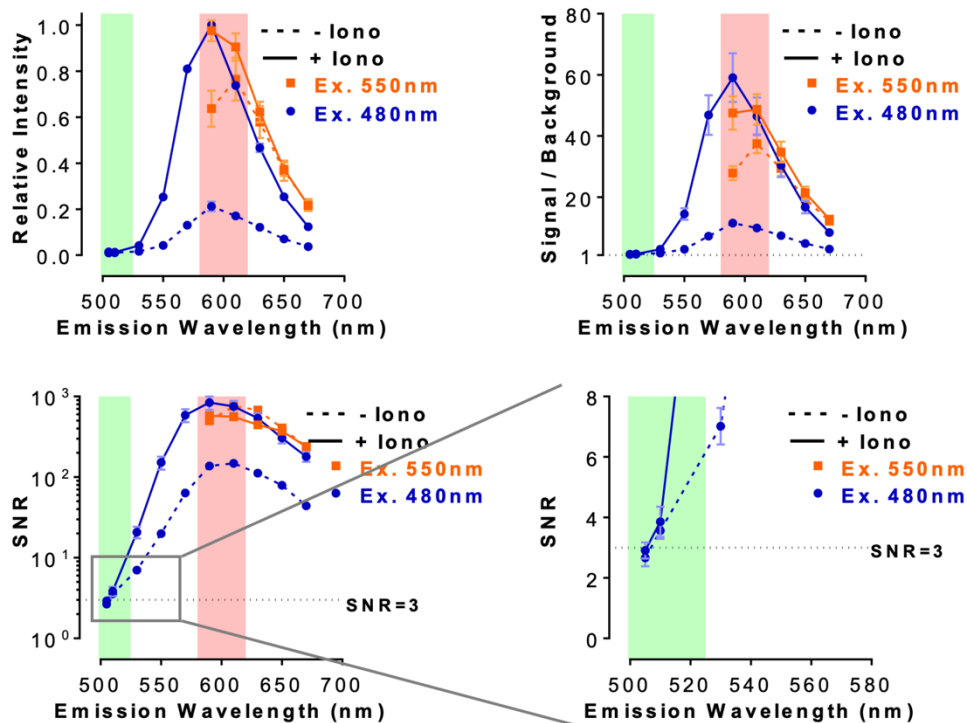 Relative Intensity
1.0
0.8
0.6
0.4
0.2
0.0
500 550 600 650 700
Emission Wavelength (nm)
- Iono
+ Iono
Ex. 550nm
Ex. 480nm
Signal / Background
80
60
40
20
1
500 550 600 650 700
Emission Wavelength (nm)
- Iono
+ Iono
Ex. 550nm
Ex. 480nm
SNR
10³
10²
10¹
10⁰
500 550 600 650 700
Emission Wavelength (nm)
- Iono
+ Iono
Ex. 550nm
Ex. 480nm
SNR=3
SNR
8
6
4
2
0
500 520 540 560 580
Emission Wavelength (nm)
- Iono
+ Iono
Ex. 550nm
Ex. 480nm
SNR=3